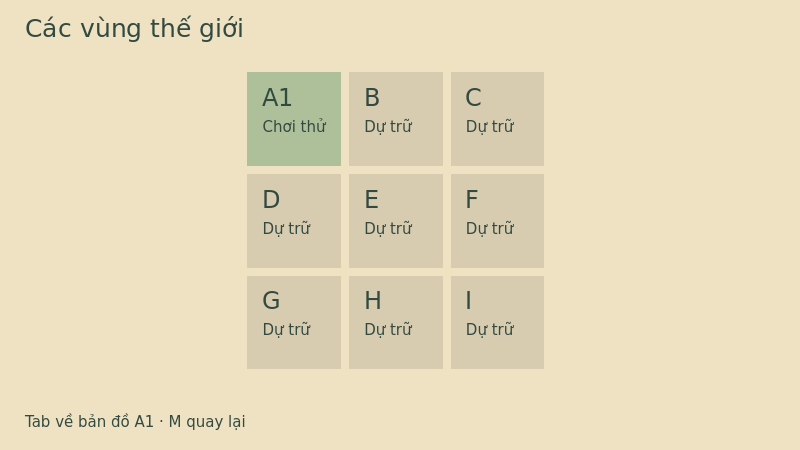 Các vùng thế giới
A1
Chơi thử
B
Dự trữ
C
Dự trữ
D
Dự trữ
E
Dự trữ
F
Dự trữ
G
Dự trữ
H
Dự trữ
I
Dự trữ
Tab về bản đồ A1 · M quay lại